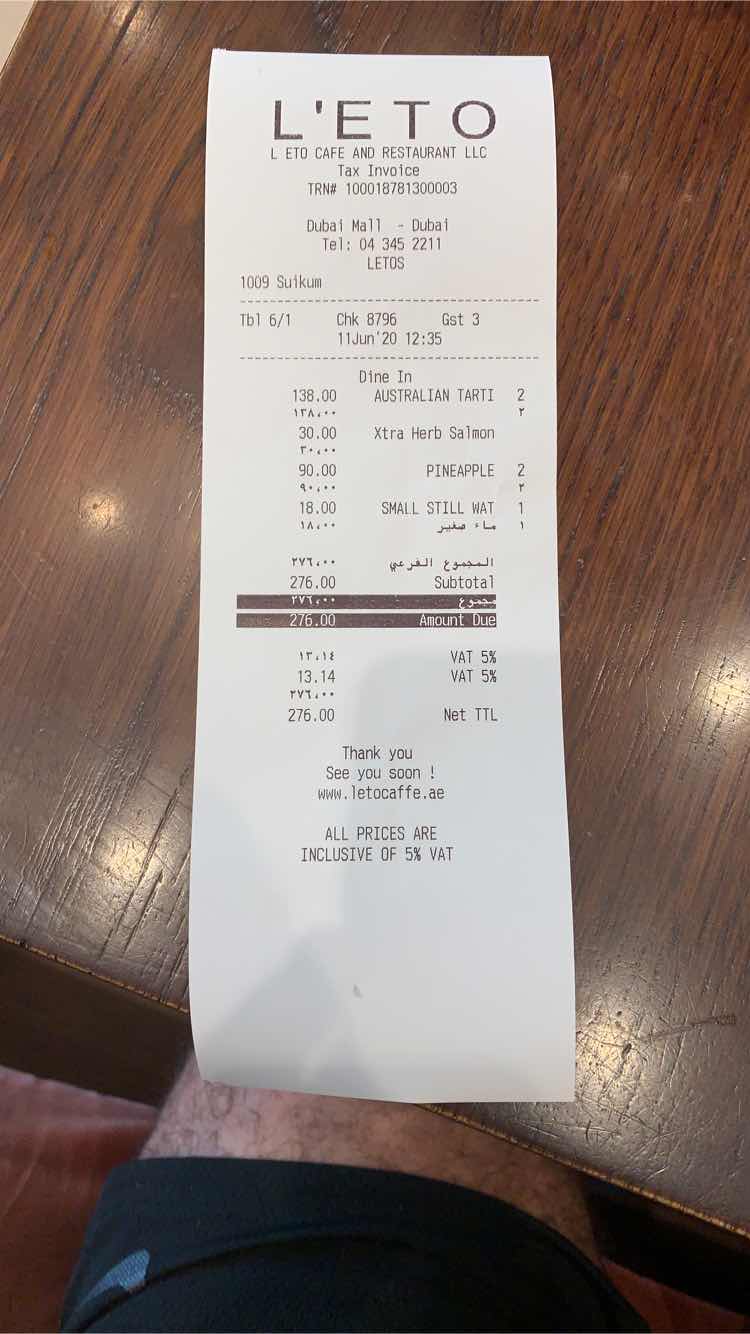 L'ETO
L ETO CAFE AND RESTAURANT LLC
Tax Invoice
TRN# 100018781300003
Dubai Mall - Dubai
Tel: 04 345 2211
LETOS
1009 Suikum
Tbl 6/1 Chk 8796 Gst 3
11Jun'20 12:35
Dine In
138.00 AUSTRALIAN TARTI 2
١٣٨،٠٠ ٢
30.00 Xtra Herb Salmon
٣٠،٠٠
90.00 PINEAPPLE 2
٩٠،٠٠ ٢
18.00 SMALL STILL WAT 1
١٨،٠٠ ماء صغير ١
٢٧٦،٠٠ المجموع الفرعي
276.00 Subtotal
٢٧٦،٠٠ مجموع
276.00 Amount Due
١٣،١٤ VAT 5%
13.14 VAT 5%
٢٧٦،٠٠
276.00 Net TTL
Thank you
See you soon !
www.letocaffe.ae
ALL PRICES ARE
INCLUSIVE OF 5% VAT